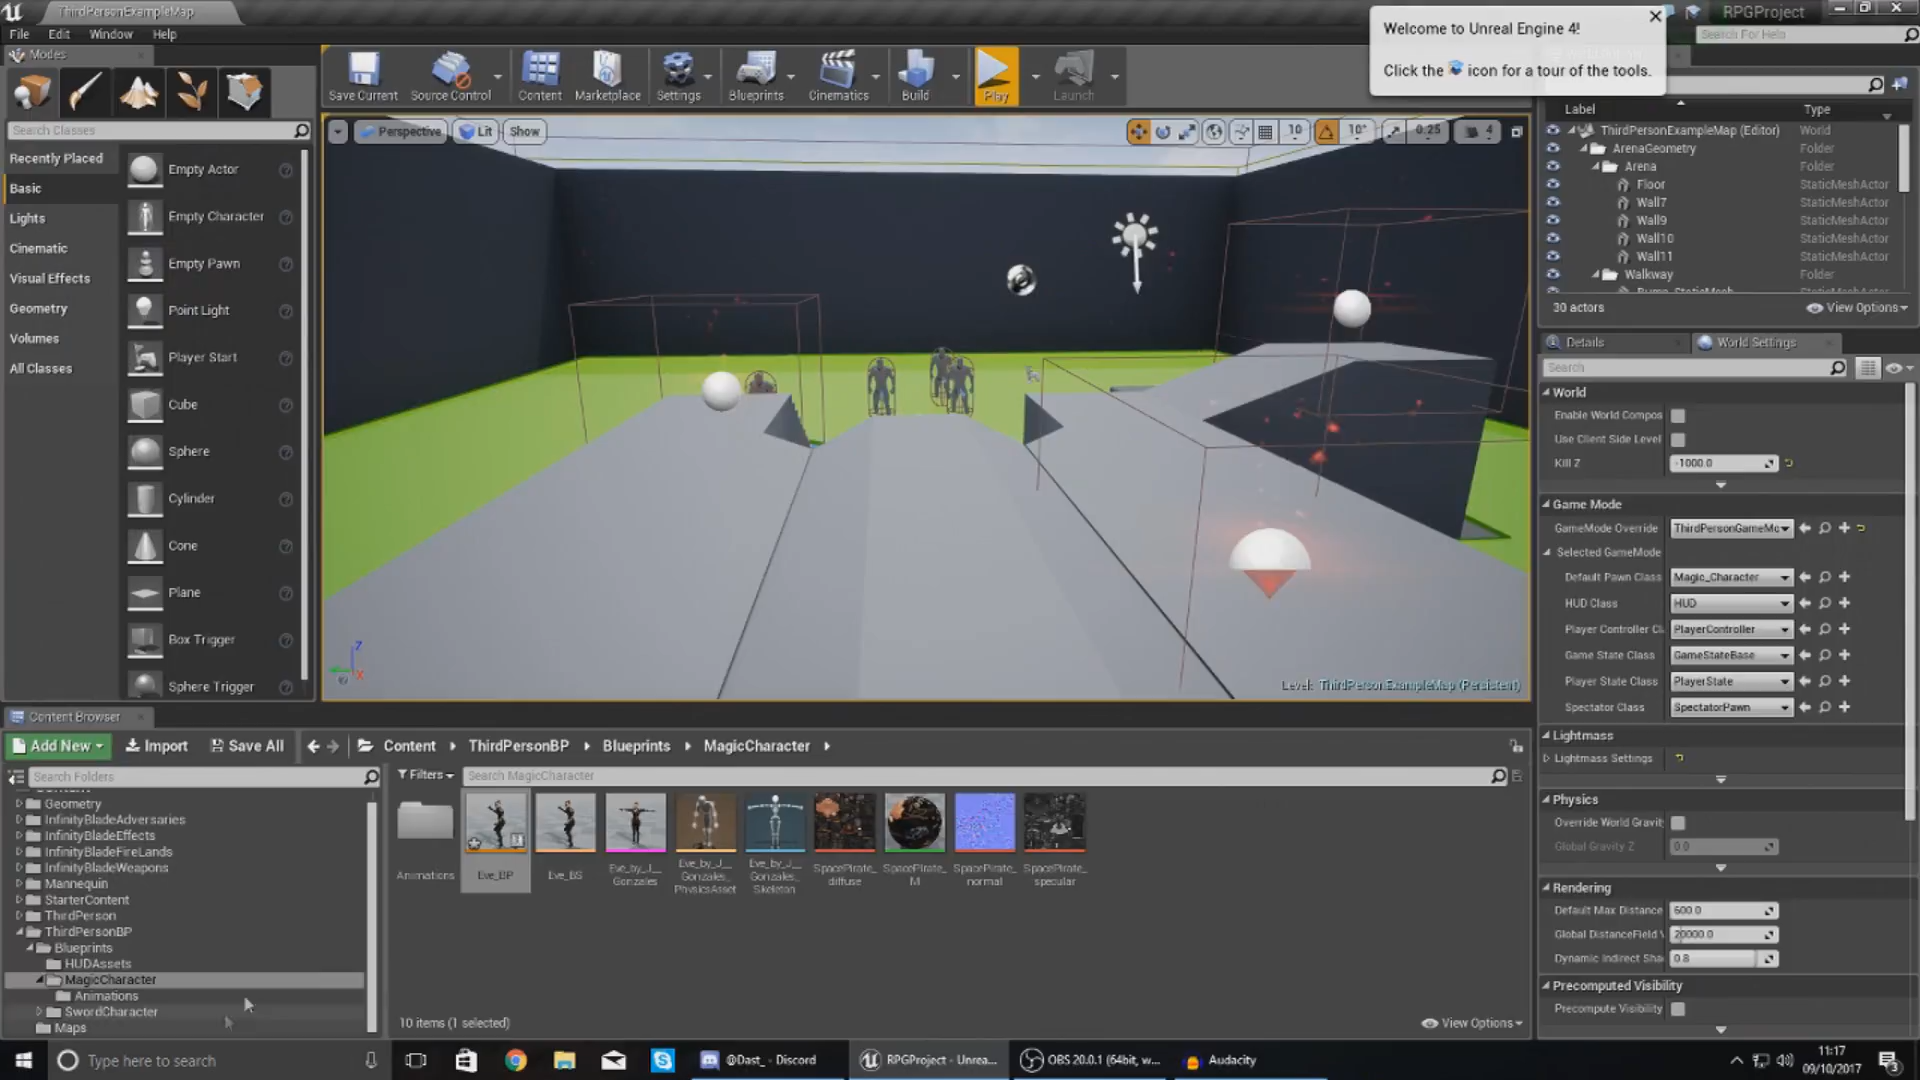 ThirdPersonExampleMap
RPGProject
File Edit Window Help
Search For Help
Welcome to Unreal Engine 4!
Click the icon for a tour of the tools.
Modes
Save Current
Source Control
Content
Marketplace
Settings
Blueprints
Cinematics
Build
Play
Launch
Search Classes
Recently Placed
Basic
Lights
Cinematic
Visual Effects
Geometry
Volumes
All Classes
Empty Actor
Empty Character
Empty Pawn
Point Light
Player Start
Cube
Sphere
Cylinder
Cone
Plane
Box Trigger
Sphere Trigger
Perspective Lit Show
10 10° 0.25 4
Level: ThirdPersonExampleMap (Persistent)
Label Type
ThirdPersonExampleMap (Editor) World
ArenaGeometry Folder
Arena Folder
Floor StaticMeshActor
Wall7 StaticMeshActor
Wall9 StaticMeshActor
Wall10 StaticMeshActor
Wall11 StaticMeshActor
Walkway Folder
30 actors
View Options
Details
World Settings
Search
World
Enable World Compos
Use Client Side Level
Kill Z -1000.0
Game Mode
GameMode Override ThirdPersonGameMo
Selected GameMode
Default Pawn Class Magic_Character
HUD Class HUD
Player Controller Cl PlayerController
Game State Class GameStateBase
Player State Class PlayerState
Spectator Class SpectatorPawn
Lightmass
Lightmass Settings
Physics
Override World Gravit
Global Gravity Z 0.0
Rendering
Default Max Distance 600.0
Global DistanceField V 20000.0
Dynamic Indirect Sha 0.8
Precomputed Visibility
Precompute Visibility
Content Browser
Add New Import Save All Content ThirdPersonBP Blueprints MagicCharacter
Search Folders
Filters Search MagicCharacter
Geometry
InfinityBladeAdversaries
InfinityBladeEffects
InfinityBladeFireLands
InfinityBladeWeapons
Mannequin
StarterContent
ThirdPerson
ThirdPersonBP
Blueprints
HUDAssets
MagicCharacter
Animations
SwordCharacter
Maps
Animations
Eve_BP
Eve_BS
Eve_by_J__
Gonzales
Eve_by_J__
Gonzales_
PhysicsAsset
Eve_by_J__
Gonzales_
Skeleton
SpacePirate_
diffuse
SpacePirate_
M
SpacePirate_
normal
SpacePirate_
specular
10 items (1 selected)
View Options
Type here to search
@Dast_ - Discord
RPGProject - Unrea...
OBS 20.0.1 (64bit, w...
Audacity
11:17
09/10/2017
3